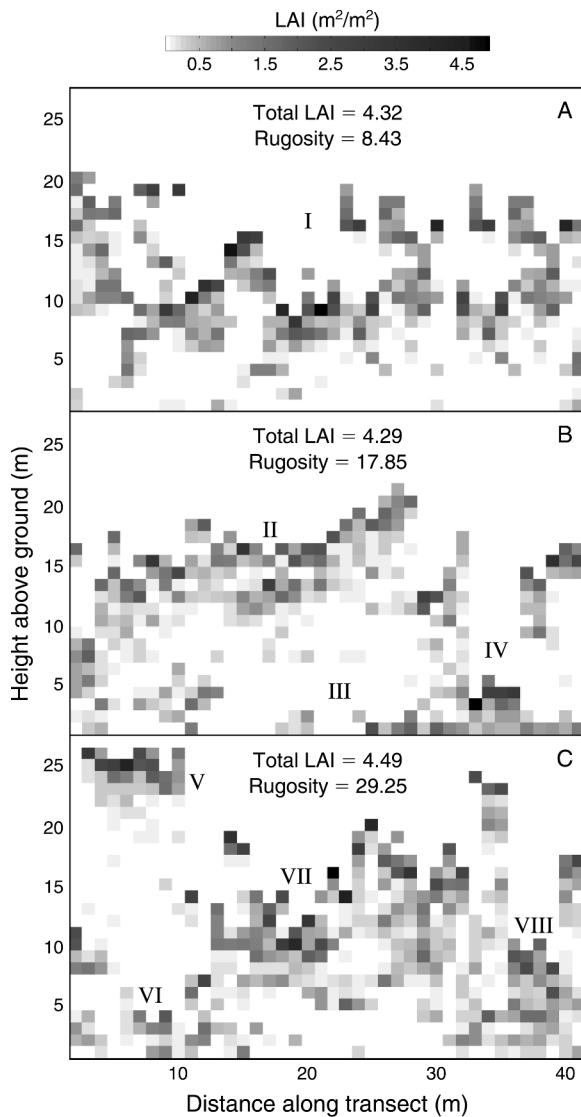 LAI (m²/m²)
0.5 1.5 2.5 3.5 4.5
A
Total LAI = 4.32
Rugosity = 8.43
25
20
15
10
5
I
B
Total LAI = 4.29
Rugosity = 17.85
25
20
15
10
5
II
III
IV
C
Total LAI = 4.49
Rugosity = 29.25
25
20
15
10
5
V
VI
VII
VIII
Height above ground (m)
10 20 30 40
Distance along transect (m)